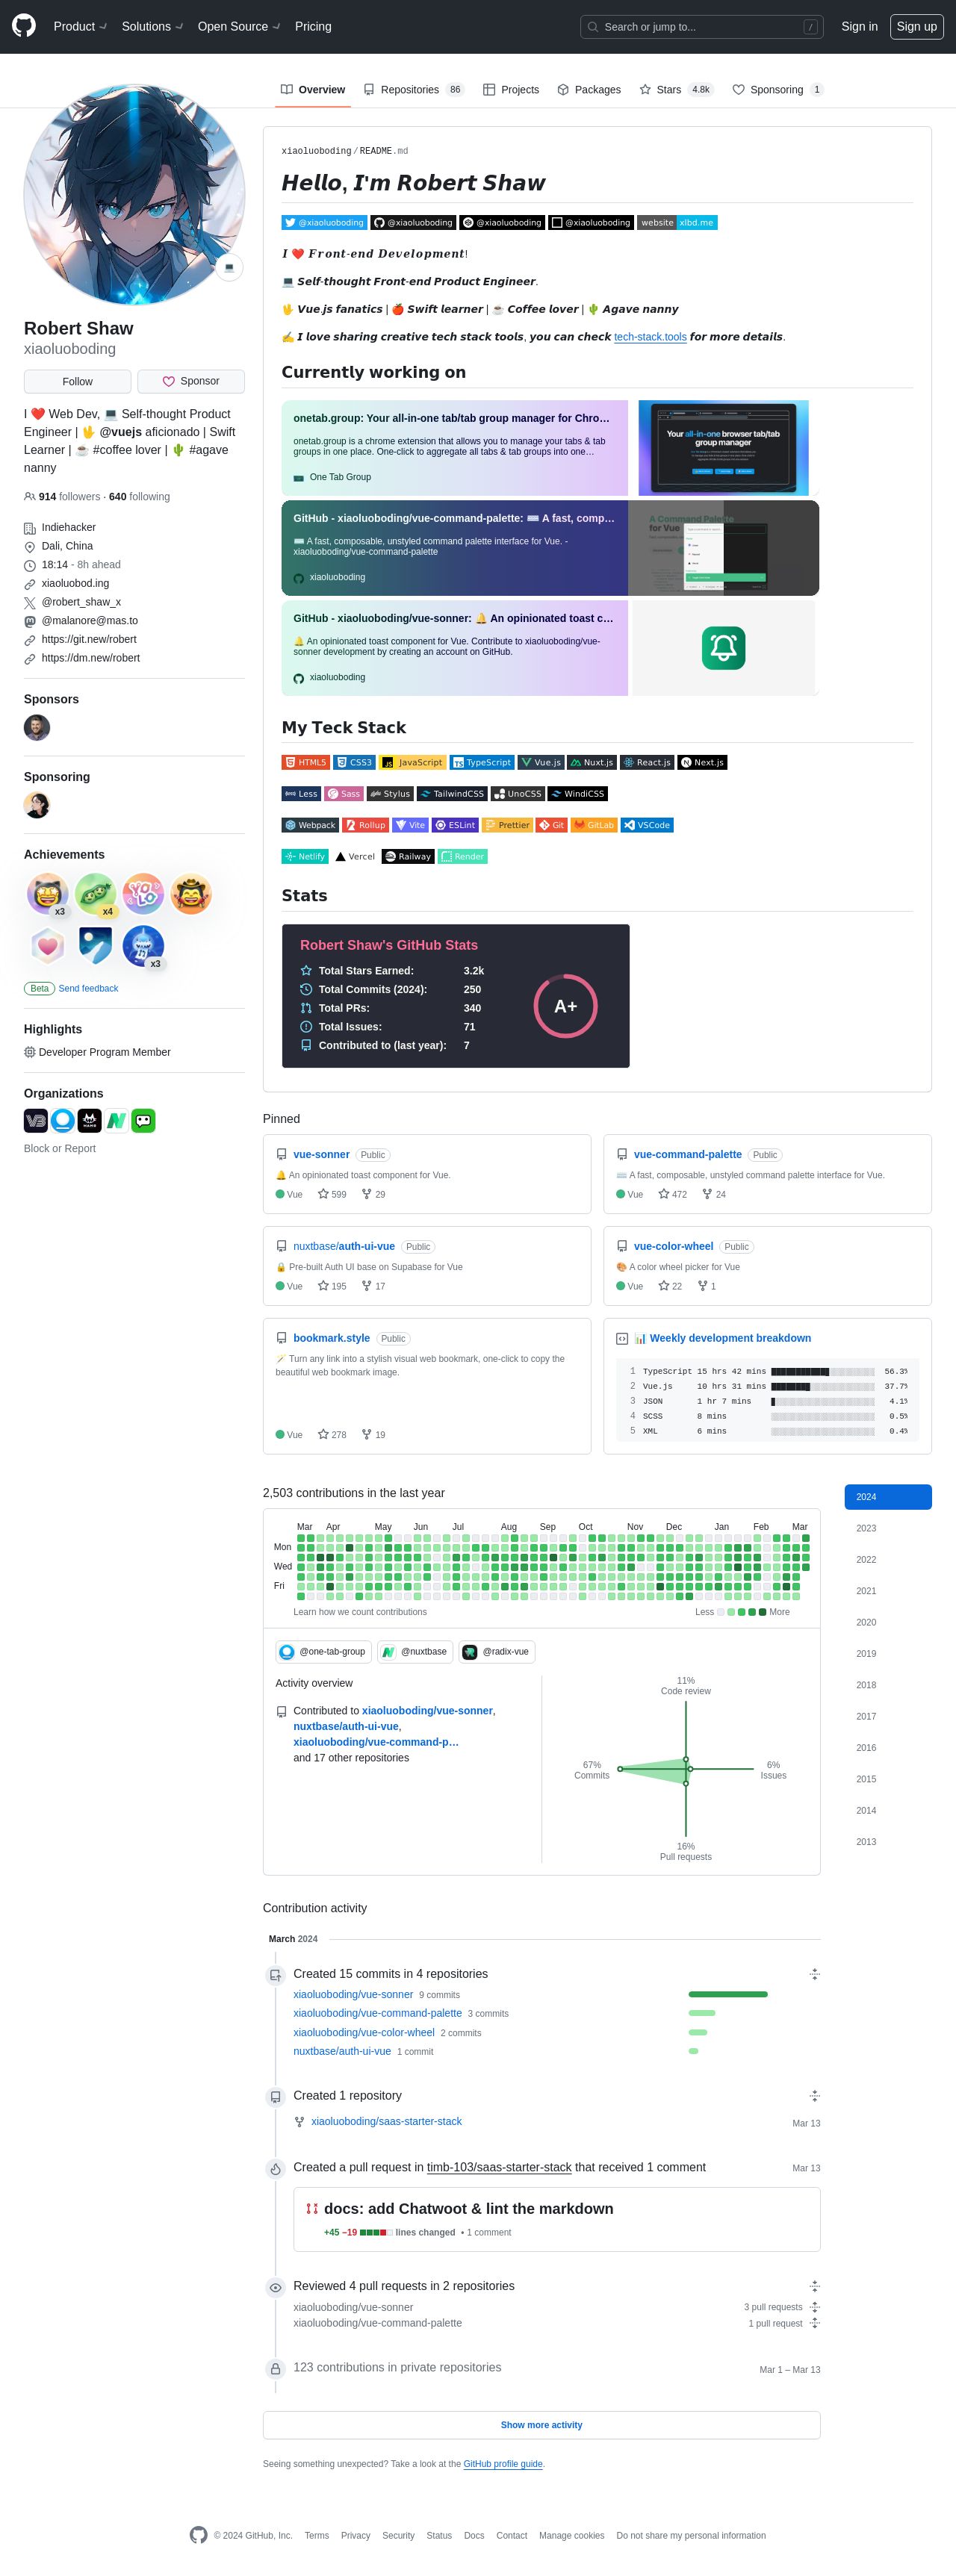 Product Solutions Open Source Pricing Search or jump to... / Sign in Sign up
Overview Repositories 86 Projects Packages Stars 4.8k Sponsoring 1
Robert Shaw
xiaoluoboding
Follow Sponsor
I ❤️ Web Dev, 💻 Self-thought Product
Engineer | 🖖 @vuejs aficionado | Swift
Learner | ☕ #coffee lover | 🌵 #agave
nanny
914 followers · 640 following
Indiehacker
Dali, China
18:14 - 8h ahead
xiaoluobod.ing
@robert_shaw_x
@malanore@mas.to
https://git.new/robert
https://dm.new/robert
Sponsors
Sponsoring
Achievements
x3 x4
YOLO
x3
Beta Send feedback
Highlights
Developer Program Member
Organizations
Block or Report
xiaoluoboding/README.md
Hello, I'm Robert Shaw
@xiaoluoboding @xiaoluoboding @xiaoluoboding @xiaoluoboding website xlbd.me
I ❤️ Front-end Development!
💻 Self-thought Front-end Product Engineer.
🖖 Vue.js fanatics | 🍎 Swift learner | ☕ Coffee lover | 🌵 Agave nanny
✍️ I love sharing creative tech stack tools, you can check tech-stack.tools for more details.
Currently working on
onetab.group: Your all-in-one tab/tab group manager for Chro…
onetab.group is a chrome extension that allows you to manage your tabs & tab
groups in one place. One-click to aggregate all tabs & tab groups into one…
One Tab Group
Your all-in-one browser tab/tab
group manager
GitHub - xiaoluoboding/vue-command-palette: ⌨️ A fast, comp…
⌨️ A fast, composable, unstyled command palette interface for Vue. -
xiaoluoboding/vue-command-palette
xiaoluoboding
A Command Palette
for Vue
GitHub - xiaoluoboding/vue-sonner: 🔔 An opinionated toast c…
🔔 An opinionated toast component for Vue. Contribute to xiaoluoboding/vue-
sonner development by creating an account on GitHub.
xiaoluoboding
My Teck Stack
HTML5 CSS3 JavaScript TypeScript Vue.js Nuxt.js React.js Next.js
Less Sass Stylus TailwindCSS UnoCSS WindiCSS
Webpack Rollup Vite ESLint Prettier Git GitLab VSCode
Netlify Vercel Railway Render
Stats
Robert Shaw's GitHub Stats
Total Stars Earned: 3.2k
Total Commits (2024): 250
Total PRs: 340
Total Issues: 71
Contributed to (last year): 7
A+
Pinned
vue-sonner Public
🔔 An opinionated toast component for Vue.
Vue 599 29
vue-command-palette Public
⌨️ A fast, composable, unstyled command palette interface for Vue.
Vue 472 24
nuxtbase/auth-ui-vue Public
🔒 Pre-built Auth UI base on Supabase for Vue
Vue 195 17
vue-color-wheel Public
🎨 A color wheel picker for Vue
Vue 22 1
bookmark.style Public
🪄 Turn any link into a stylish visual web bookmark, one-click to copy the
beautiful web bookmark image.
Vue 278 19
📊 Weekly development breakdown
1 TypeScript 15 hrs 42 mins 56.3%
2 Vue.js 10 hrs 31 mins 37.7%
3 JSON 1 hr 7 mins 4.1%
4 SCSS 8 mins 0.5%
5 XML 6 mins 0.4%
2,503 contributions in the last year
Mar Apr May Jun Jul Aug Sep Oct Nov Dec Jan Feb Mar
Mon
Wed
Fri
Learn how we count contributions Less More
@one-tab-group @nuxtbase @radix-vue
Activity overview
Contributed to xiaoluoboding/vue-sonner,
nuxtbase/auth-ui-vue,
xiaoluoboding/vue-command-p…
and 17 other repositories
11%
Code review
67%
Commits
6%
Issues
16%
Pull requests
2024
2023
2022
2021
2020
2019
2018
2017
2016
2015
2014
2013
Contribution activity
March 2024
Created 15 commits in 4 repositories
xiaoluoboding/vue-sonner 9 commits
xiaoluoboding/vue-command-palette 3 commits
xiaoluoboding/vue-color-wheel 2 commits
nuxtbase/auth-ui-vue 1 commit
Created 1 repository
xiaoluoboding/saas-starter-stack Mar 13
Created a pull request in timb-103/saas-starter-stack that received 1 comment Mar 13
docs: add Chatwoot & lint the markdown
+45 −19 lines changed • 1 comment
Reviewed 4 pull requests in 2 repositories
xiaoluoboding/vue-sonner 3 pull requests
xiaoluoboding/vue-command-palette 1 pull request
123 contributions in private repositories Mar 1 – Mar 13
Show more activity
Seeing something unexpected? Take a look at the GitHub profile guide.
© 2024 GitHub, Inc. Terms Privacy Security Status Docs Contact Manage cookies Do not share my personal information